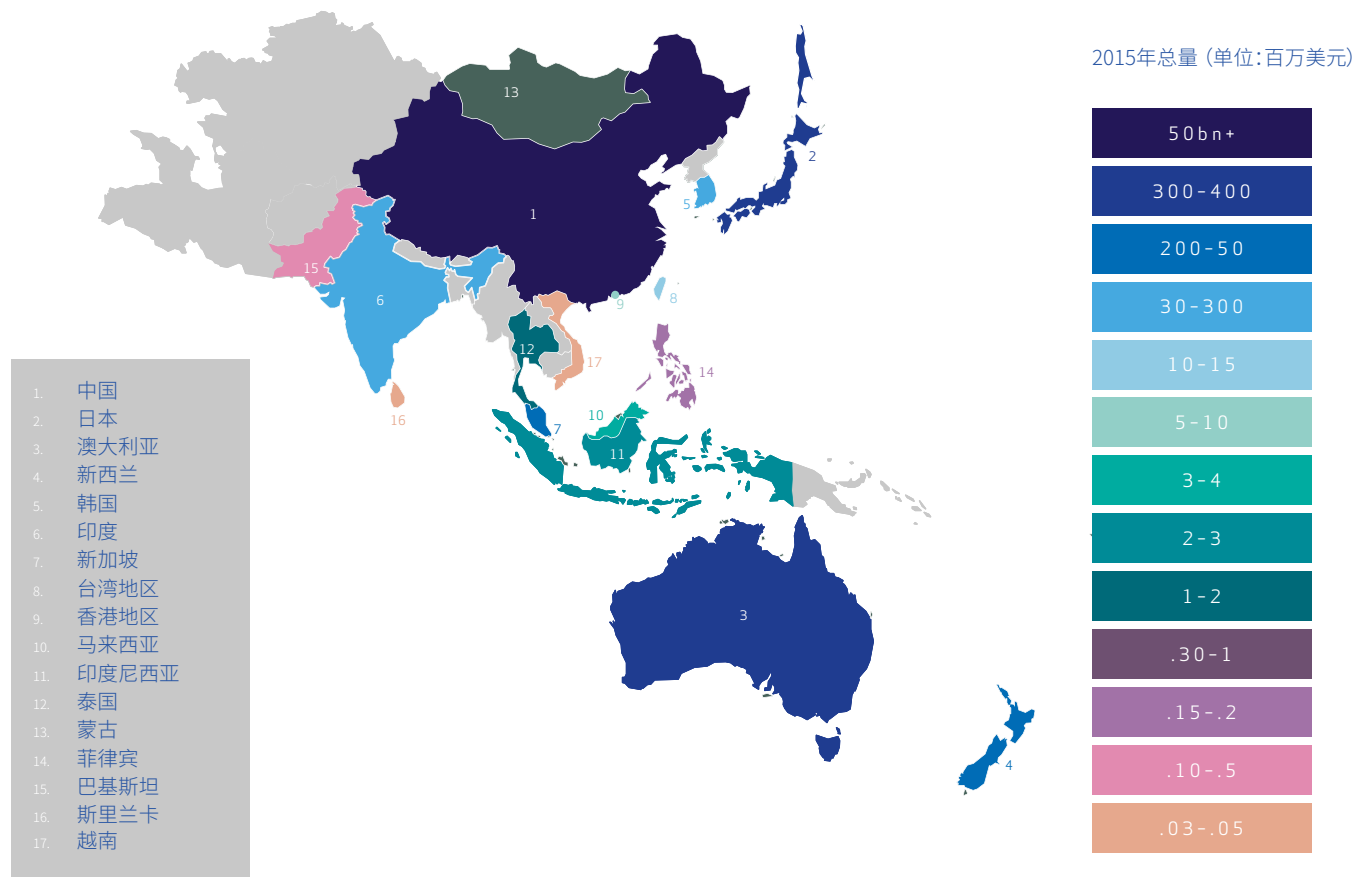 2015年总量（单位：百万美元）
50bn+
300-400
200-50
30-300
10-15
5-10
3-4
2-3
1-2
.30-1
.15-.2
.10-.5
.03-.05
13
2
1
5
15
6
8
9
12
17
14
16
10
7
11
3
4
1. 中国
2. 日本
3. 澳大利亚
4. 新西兰
5. 韩国
6. 印度
7. 新加坡
8. 台湾地区
9. 香港地区
10. 马来西亚
11. 印度尼西亚
12. 泰国
13. 蒙古
14. 菲律宾
15. 巴基斯坦
16. 斯里兰卡
17. 越南